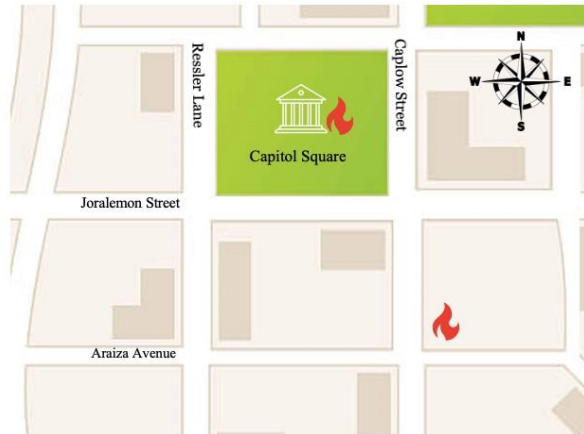 N
Ressler Lane
Caplow Street
W
E
S
Capitol Square
Joralemon Street
Araiza Avenue